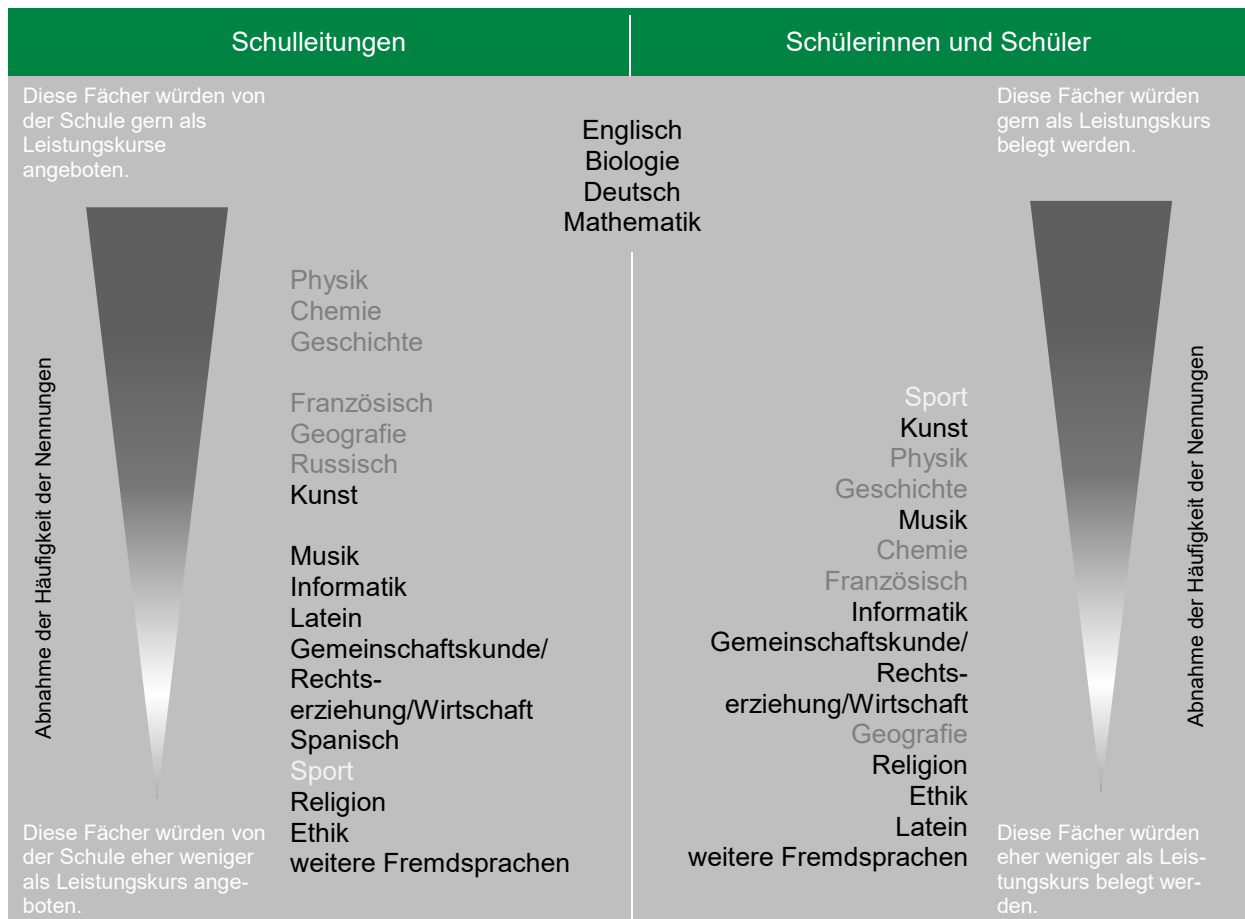 Schulleitungen
Schülerinnen und Schüler
Diese Fächer würden von
der Schule gern als
Leistungskurse
angeboten.
Englisch
Biologie
Deutsch
Mathematik
Diese Fächer würden
gern als Leistungskurs
belegt werden.
Abnahme der Häufigkeit der Nennungen
Physik
Chemie
Geschichte
Französisch
Geografie
Russisch
Kunst
Musik
Informatik
Latein
Gemeinschaftskunde/
Rechts-
erziehung/Wirtschaft
Spanisch
Sport
Religion
Ethik
weitere Fremdsprachen
Diese Fächer würden von
der Schule eher weniger
als Leistungskurs ange-
boten.
Sport
Kunst
Physik
Geschichte
Musik
Chemie
Französisch
Informatik
Gemeinschaftskunde/
Rechts-
erziehung/Wirtschaft
Geografie
Religion
Ethik
Latein
weitere Fremdsprachen
Abnahme der Häufigkeit der Nennungen
Diese Fächer würden
eher weniger als Leis-
tungskurs belegt wer-
den.